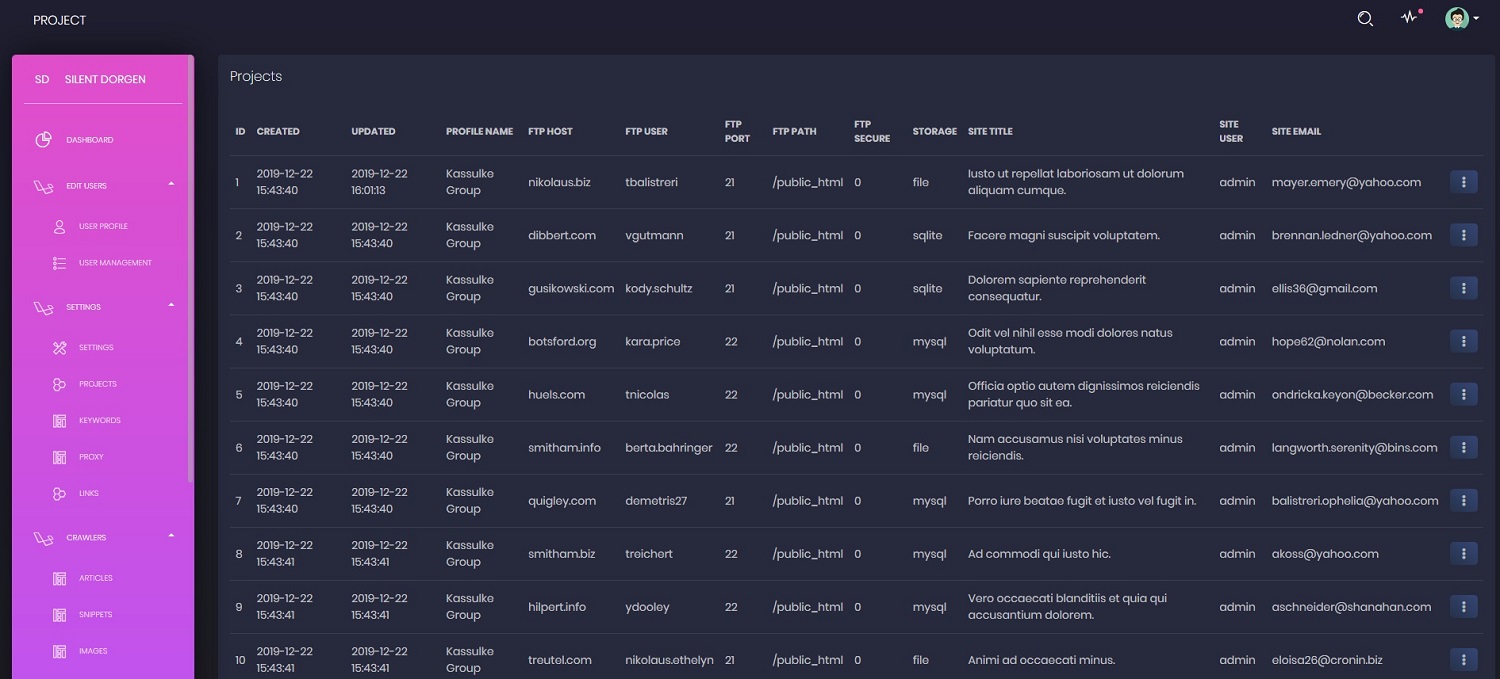 PROJECT
SD SILENT DORGEN
DASHBOARD
EDIT USERS
USER PROFILE
USER MANAGEMENT
SETTINGS
SETTINGS
PROJECTS
KEYWORDS
PROXY
LINKS
CRAWLERS
ARTICLES
SNIPPETS
IMAGES
Projects
ID CREATED UPDATED PROFILE NAME FTP HOST FTP USER FTP PORT FTP PATH FTP SECURE STORAGE SITE TITLE SITE USER SITE EMAIL
1 2019-12-22 15:43:40 2019-12-22 16:01:13 Kassulke Group nikolaus.biz tbalistreri 21 /public_html 0 file Iusto ut repellat laboriosam ut dolorum aliquam cumque. admin mayer.emery@yahoo.com
2 2019-12-22 15:43:40 2019-12-22 15:43:40 Kassulke Group dibbert.com vgutmann 21 /public_html 0 sqlite Facere magni suscipit voluptatem. admin brennan.ledner@yahoo.com
3 2019-12-22 15:43:40 2019-12-22 15:43:40 Kassulke Group gusikowski.com kody.schultz 21 /public_html 0 sqlite Dolorem sapiente reprehenderit consequatur. admin ellis36@gmail.com
4 2019-12-22 15:43:40 2019-12-22 15:43:40 Kassulke Group botsford.org kara.price 22 /public_html 0 mysql Odit vel nihil esse modi dolores natus voluptatum. admin hope62@nolan.com
5 2019-12-22 15:43:40 2019-12-22 15:43:40 Kassulke Group huels.com tnicolas 22 /public_html 0 mysql Officia optio autem dignissimos reiciendis pariatur quo sit ea. admin ondricka.keyon@becker.com
6 2019-12-22 15:43:40 2019-12-22 15:43:40 Kassulke Group smitham.info berta.bahringer 22 /public_html 0 file Nam accusamus nisi voluptates minus reiciendis. admin langworth.serenity@bins.com
7 2019-12-22 15:43:40 2019-12-22 15:43:40 Kassulke Group quigley.com demetris27 21 /public_html 0 mysql Porro iure beatae fugit et iusto vel fugit in. admin balistreri.ophelia@yahoo.com
8 2019-12-22 15:43:41 2019-12-22 15:43:41 Kassulke Group smitham.biz treichert 22 /public_html 0 mysql Ad commodi qui iusto hic. admin akoss@yahoo.com
9 2019-12-22 15:43:41 2019-12-22 15:43:41 Kassulke Group hilpert.info ydooley 22 /public_html 0 mysql Vero occaecati blanditiis et quia qui accusantium dolorem. admin aschneider@shanahan.com
10 2019-12-22 15:43:41 2019-12-22 15:43:41 Kassulke Group treutel.com nikolaus.ethelyn 21 /public_html 0 file Animi ad occaecati minus. admin eloisa26@cronin.biz